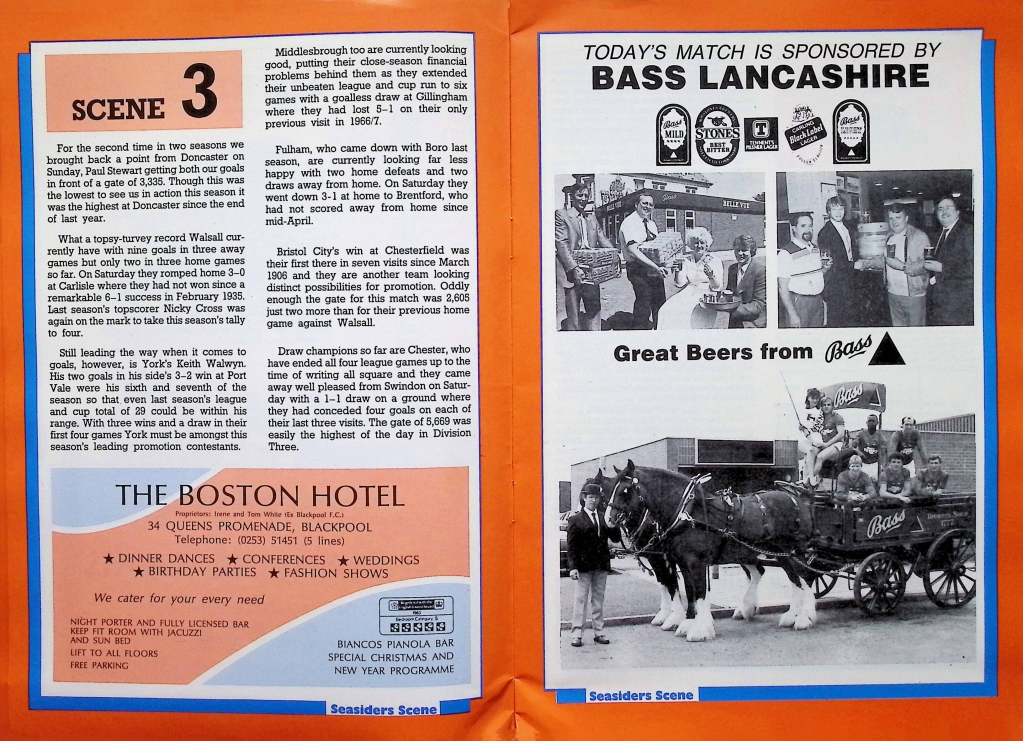 SCENE 3
For the second time in two seasons we
brought back a point from Doncaster on
Sunday, Paul Stewart getting both our goals
in front of a gate of 3,335. Though this was
the lowest to see us in action this season it
was the highest at Doncaster since the end
of last year.
What a topsy-turvey record Walsall cur-
rently have with nine goals in three away
games but only two in three home games
so far. On Saturday they romped home 3–0
at Carlisle where they had not won since a
remarkable 6–1 success in February 1935.
Last season's topscorer Nicky Cross was
again on the mark to take this season's tally
to four.
Still leading the way when it comes to
goals, however, is York's Keith Walwyn.
His two goals in his side's 3–2 win at Port
Vale were his sixth and seventh of the
season so that even last season's league
and cup total of 29 could be within his
range. With three wins and a draw in their
first four games York must be amongst this
season's leading promotion contestants.
Middlesbrough too are currently looking
good, putting their close-season financial
problems behind them as they extended
their unbeaten league and cup run to six
games with a goalless draw at Gillingham
where they had lost 5–1 on their only
previous visit in 1966/7.
Fulham, who came down with Boro last
season, are currently looking far less
happy with two home defeats and two
draws away from home. On Saturday they
went down 3-1 at home to Brentford, who
had not scored away from home since
mid-April.
Bristol City's win at Chesterfield was
their first there in seven visits since March
1906 and they are another team looking
distinct possibilities for promotion. Oddly
enough the gate for this match was 2,605
just two more than for their previous home
game against Walsall.
Draw champions so far are Chester, who
have ended all four league games up to the
time of writing all square and they came
away well pleased from Swindon on Satur-
day with a 1–1 draw on a ground where
they had conceded four goals on each of
their last three visits. The gate of 5,669 was
easily the highest of the day in Division
Three.
THE BOSTON HOTEL
Proprietors: Irene and Tom White (Ex Blackpool F.C.)
34 QUEENS PROMENADE, BLACKPOOL
Telephone: (0253) 51451 (5 lines)
★ DINNER DANCES ★ CONFERENCES ★ WEDDINGS
★ BIRTHDAY PARTIES ★ FASHION SHOWS
We cater for your every need
NIGHT PORTER AND FULLY LICENSED BAR
KEEP FIT ROOM WITH JACUZZI
AND SUN BED
LIFT TO ALL FLOORS
FREE PARKING
BIANCOS PIANOLA BAR
SPECIAL CHRISTMAS AND
NEW YEAR PROGRAMME
Seasiders Scene
TODAY'S MATCH IS SPONSORED BY
BASS LANCASHIRE
Bass
MILD
STONES
BEST
BITTER
T
TENNENT'S
PILSNER LAGER
CARLING
Black Label
LAGER
Bass
BELLE VUE
BELLE VUE
Great Beers from Bass
Bass
Bass
Seasiders Scene